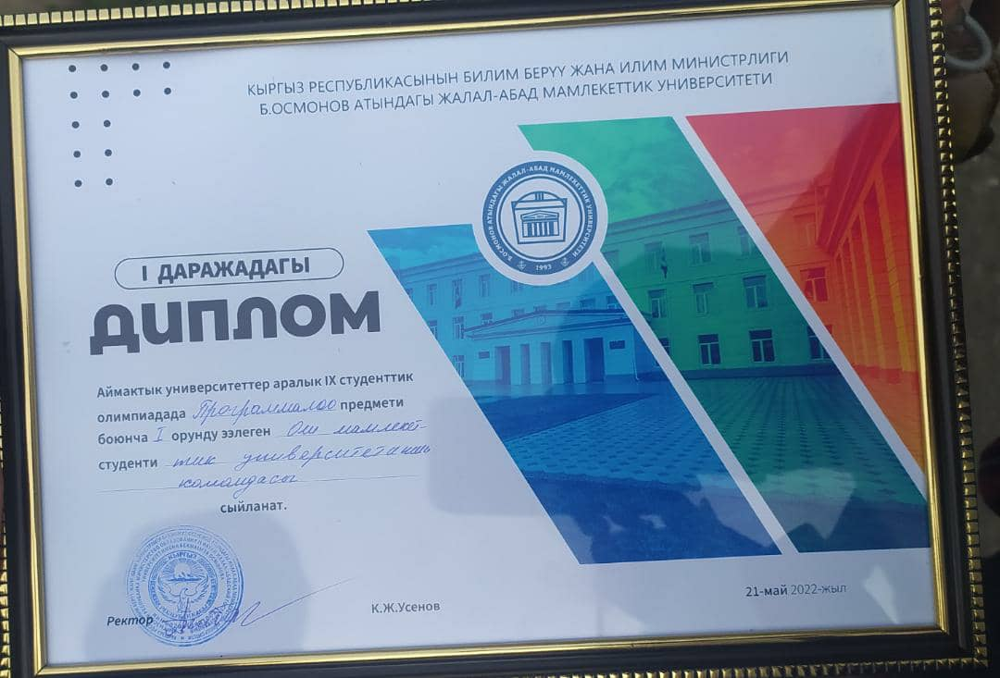 КЫРГЫЗ РЕСПУБЛИКАСЫНЫН БИЛИМ БЕРҮҮ ЖАНА ИЛИМ МИНИСТРЛИГИ
Б.ОСМОНОВ АТЫНДАГЫ ЖАЛАЛ-АБАД МАМЛЕКЕТТИК УНИВЕРСИТЕТИ
Б.ОСМОНОВ АТЫНДАГЫ ЖАЛАЛ-АБАД МАМЛЕКЕТТИК УНИВЕРСИТЕТИ
1993
I ДАРАЖАДАГЫ
ДИПЛОМ
Аймактык университеттер аралык IX студенттик
олимпиадада Программалоо предмети
боюнча I орунду ээлеген Ош мамлекет-
студенти тик университетинин
командасы
сыйланат.
КЫРГЫЗ
Ректор
К.Ж.Усенов
21-май 2022-жыл